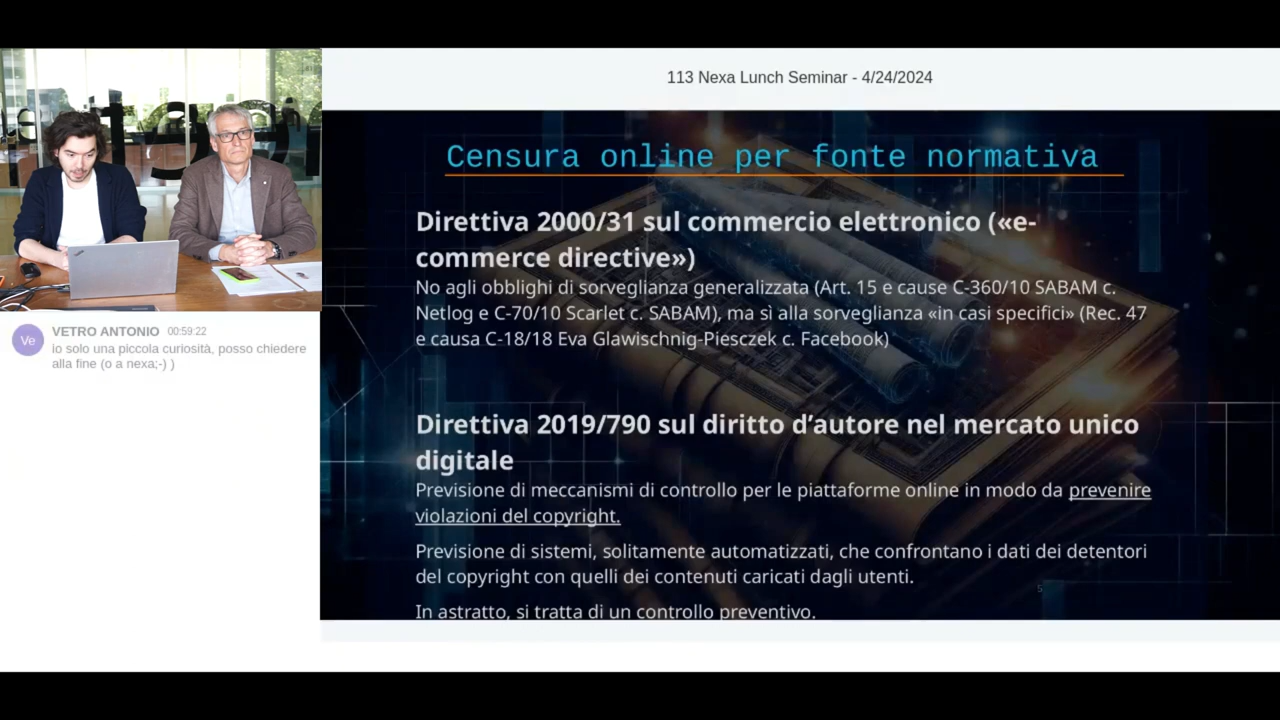 113 Nexa Lunch Seminar - 4/24/2024
Censura online per fonte normativa
Direttiva 2000/31 sul commercio elettronico («e-
commerce directive»)
No agli obblighi di sorveglianza generalizzata (Art. 15 e cause C-360/10 SABAM c.
Netlog e C-70/10 Scarlet c. SABAM), ma sì alla sorveglianza «in casi specifici» (Rec. 47
e causa C-18/18 Eva Glawischnig-Piesczek c. Facebook)
Direttiva 2019/790 sul diritto d’autore nel mercato unico
digitale
Previsione di meccanismi di controllo per le piattaforme online in modo da prevenire
violazioni del copyright.
Previsione di sistemi, solitamente automatizzati, che confrontano i dati dei detentori
del copyright con quelli dei contenuti caricati dagli utenti.
In astratto, si tratta di un controllo preventivo.
5
Ve
VETRO ANTONIO 00:59:22
io solo una piccola curiosità, posso chiedere
alla fine (o a nexa;-) )